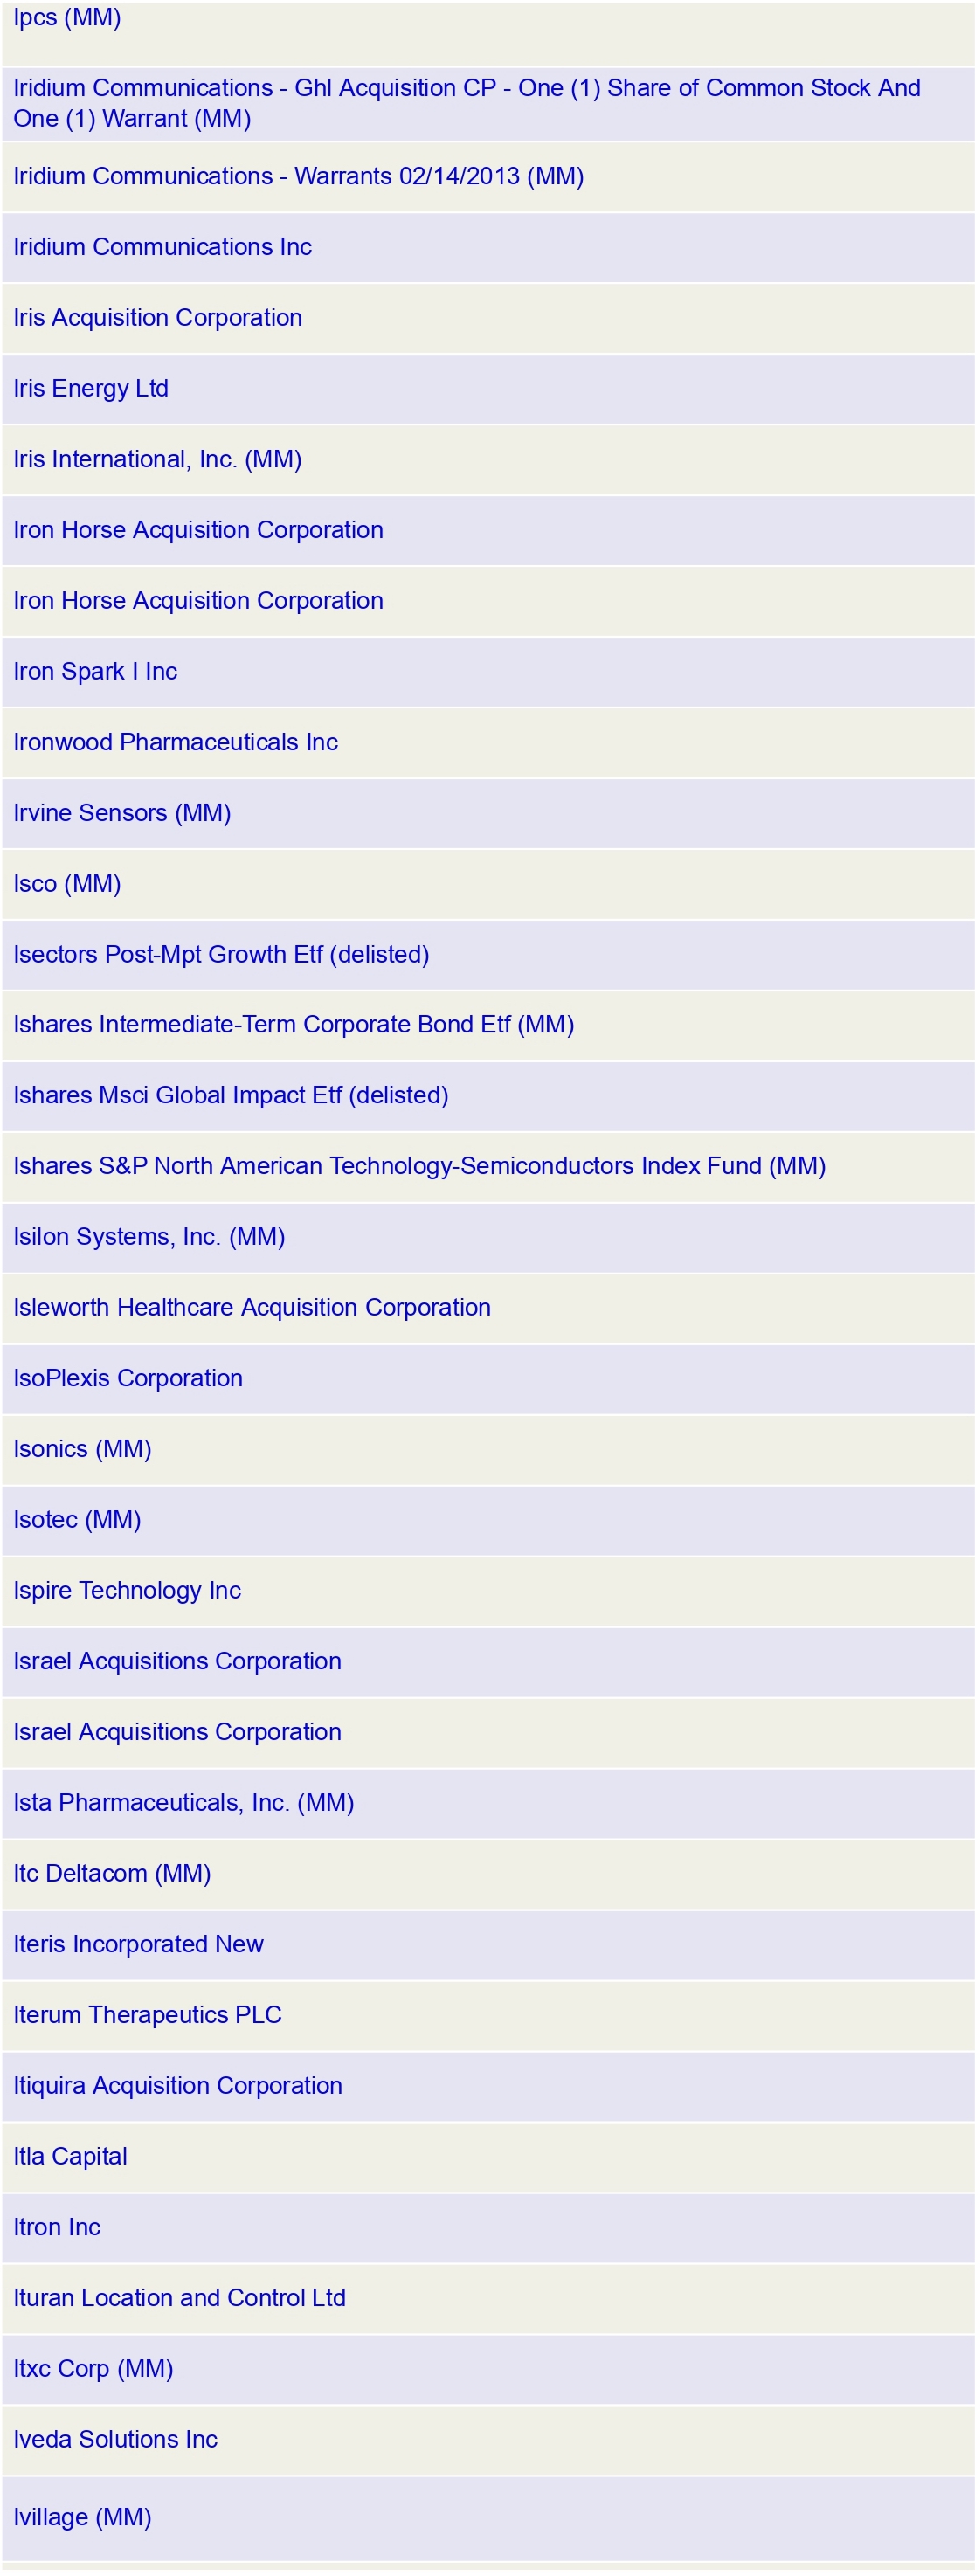 Ipcs (MM)
Iridium Communications - Ghl Acquisition CP - One (1) Share of Common Stock And
One (1) Warrant (MM)
Iridium Communications - Warrants 02/14/2013 (MM)
Iridium Communications Inc
Iris Acquisition Corporation
Iris Energy Ltd
Iris International, Inc. (MM)
Iron Horse Acquisition Corporation
Iron Horse Acquisition Corporation
Iron Spark I Inc
Ironwood Pharmaceuticals Inc
Irvine Sensors (MM)
Isco (MM)
Isectors Post-Mpt Growth Etf (delisted)
Ishares Intermediate-Term Corporate Bond Etf (MM)
Ishares Msci Global Impact Etf (delisted)
Ishares S&P North American Technology-Semiconductors Index Fund (MM)
Isilon Systems, Inc. (MM)
Isleworth Healthcare Acquisition Corporation
IsoPlexis Corporation
Isonics (MM)
Isotec (MM)
Ispire Technology Inc
Israel Acquisitions Corporation
Israel Acquisitions Corporation
Ista Pharmaceuticals, Inc. (MM)
Itc Deltacom (MM)
Iteris Incorporated New
Iterum Therapeutics PLC
Itiquira Acquisition Corporation
Itla Capital
Itron Inc
Ituran Location and Control Ltd
Itxc Corp (MM)
Iveda Solutions Inc
Ivillage (MM)